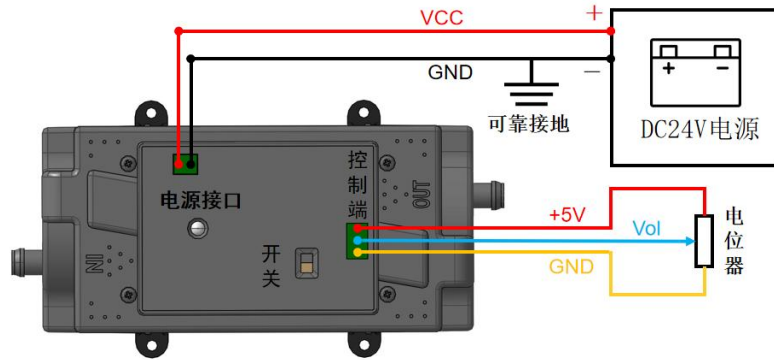 VCC
+
GND
−
可靠接地
+ −
DC24V电源
电源接口
控制端
OUT
+5V
Vol
GND
电位器
IN
开关